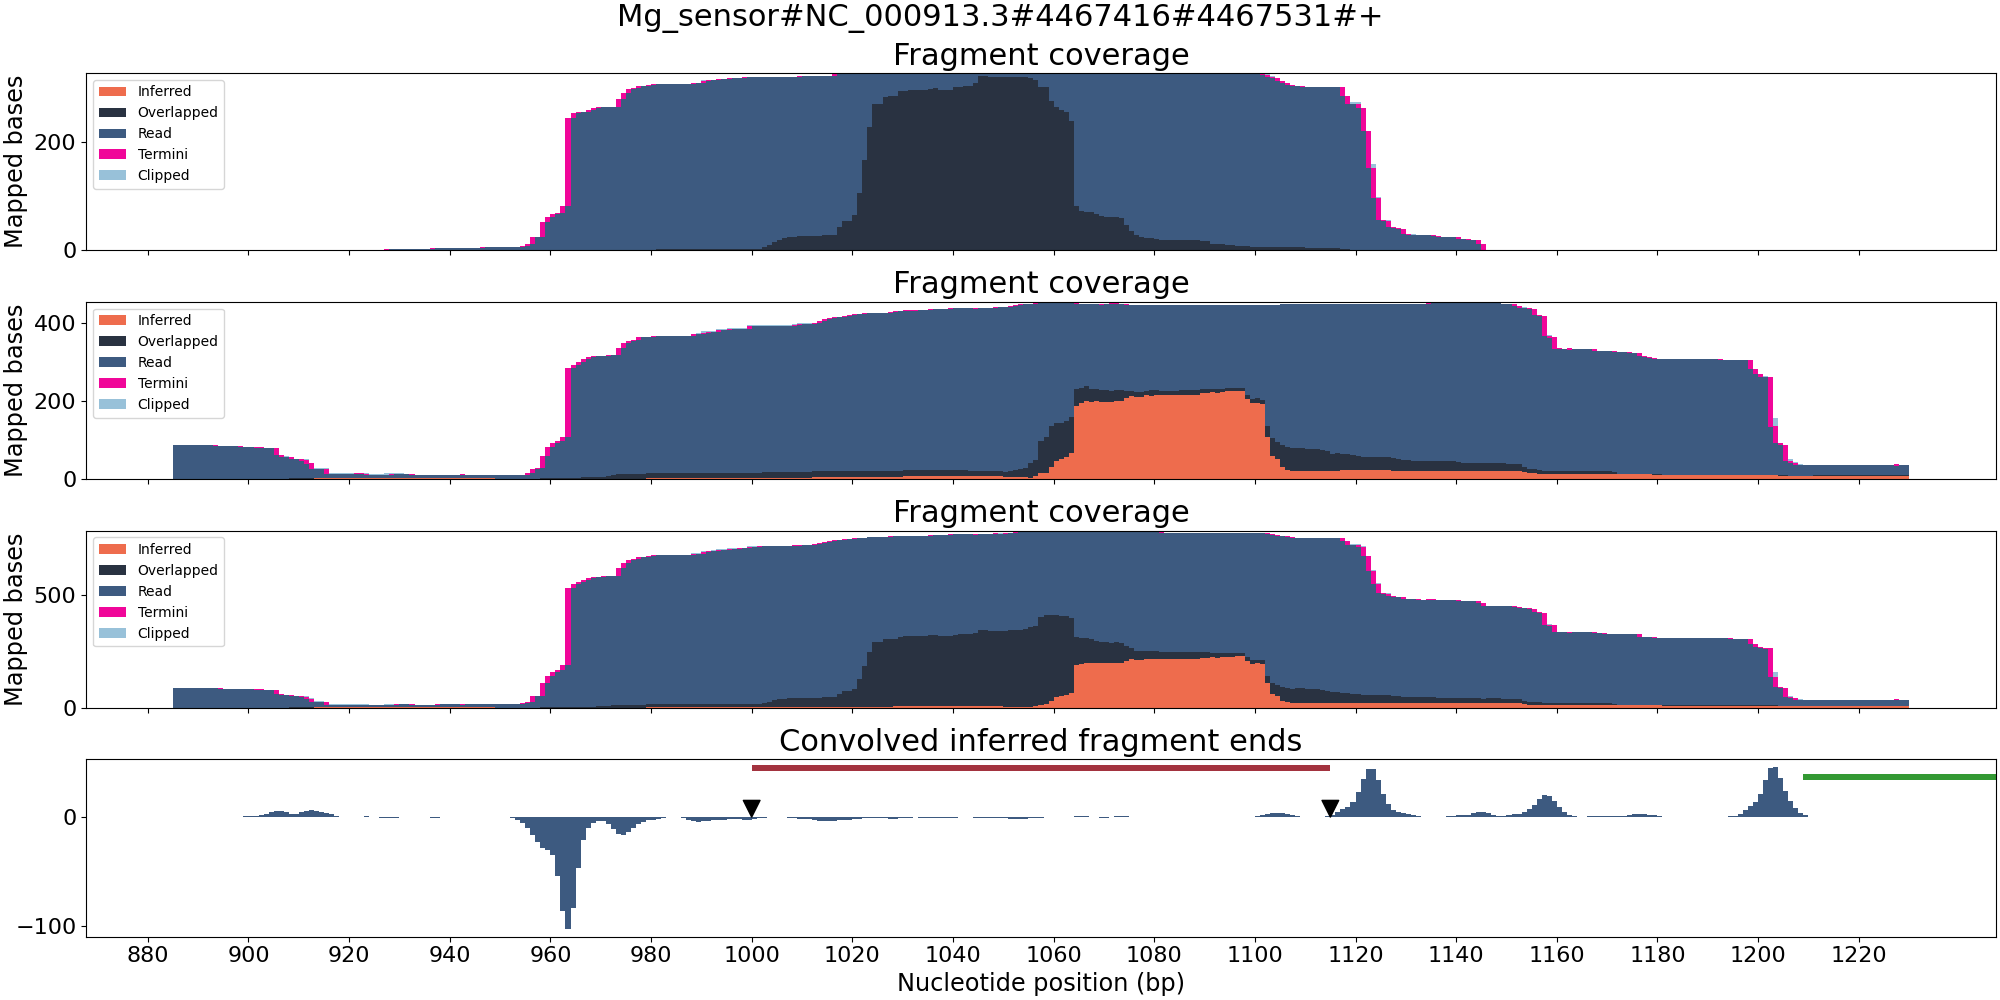 Mg_sensor#NC_000913.3#4467416#4467531#+
Fragment coverage
Mapped bases
200
0
Inferred
Overlapped
Read
Termini
Clipped
Fragment coverage
Mapped bases
400
200
0
Inferred
Overlapped
Read
Termini
Clipped
Fragment coverage
Mapped bases
500
0
Inferred
Overlapped
Read
Termini
Clipped
Convolved inferred fragment ends
0
−100
880 900 920 940 960 980 1000 1020 1040 1060 1080 1100 1120 1140 1160 1180 1200 1220
Nucleotide position (bp)